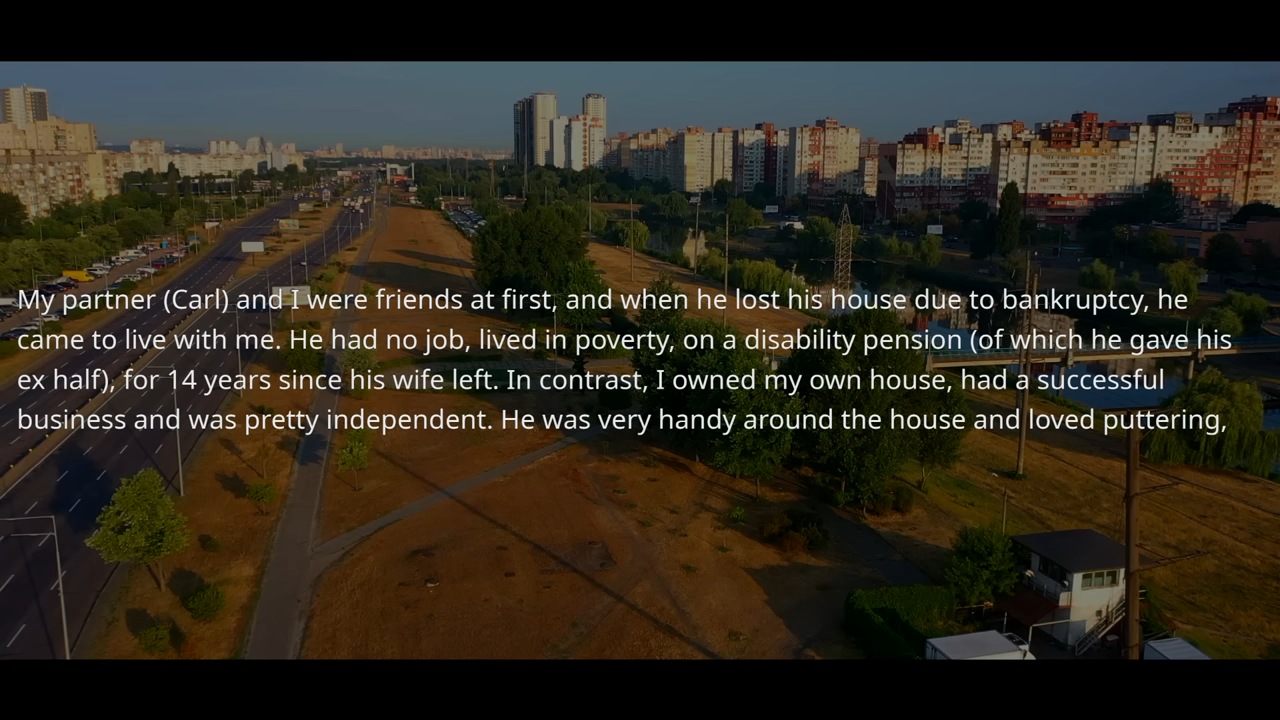 My partner (Carl) and I were friends at first, and when he lost his house due to bankruptcy, he
came to live with me. He had no job, lived in poverty, on a disability pension (of which he gave his
ex half), for 14 years since his wife left. In contrast, I owned my own house, had a successful
business and was pretty independent. He was very handy around the house and loved puttering,